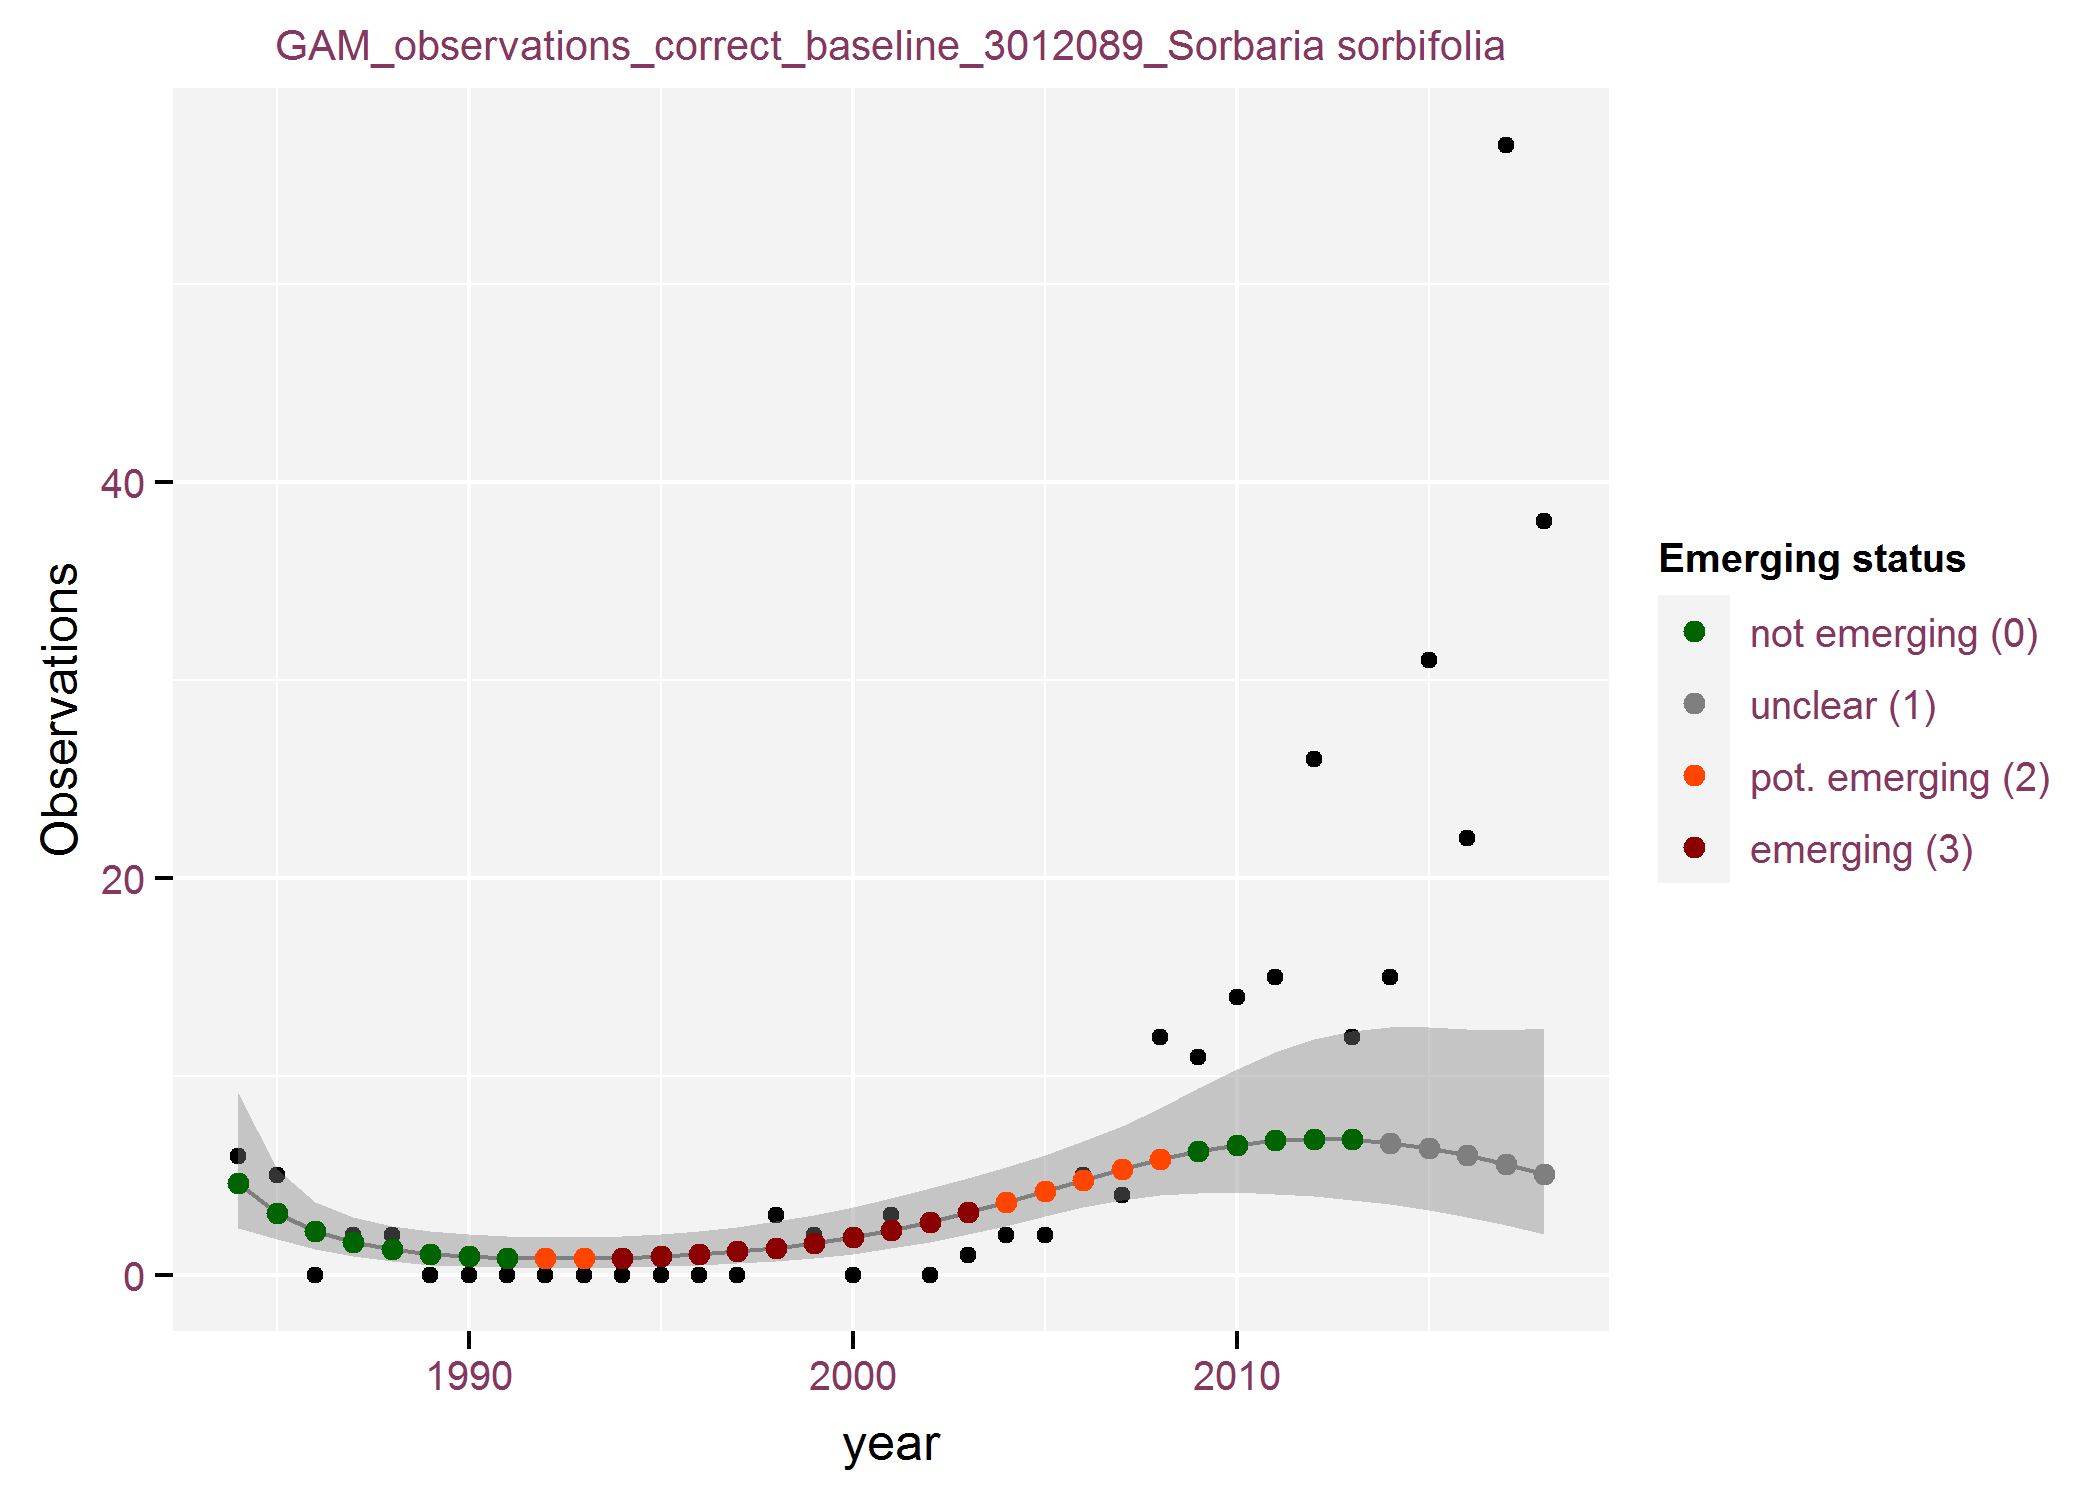 GAM_observations_correct_baseline_3012089_Sorbaria sorbifolia
Observations
40
20
0
1990
2000
2010
year
Emerging status
not emerging (0)
unclear (1)
pot. emerging (2)
emerging (3)